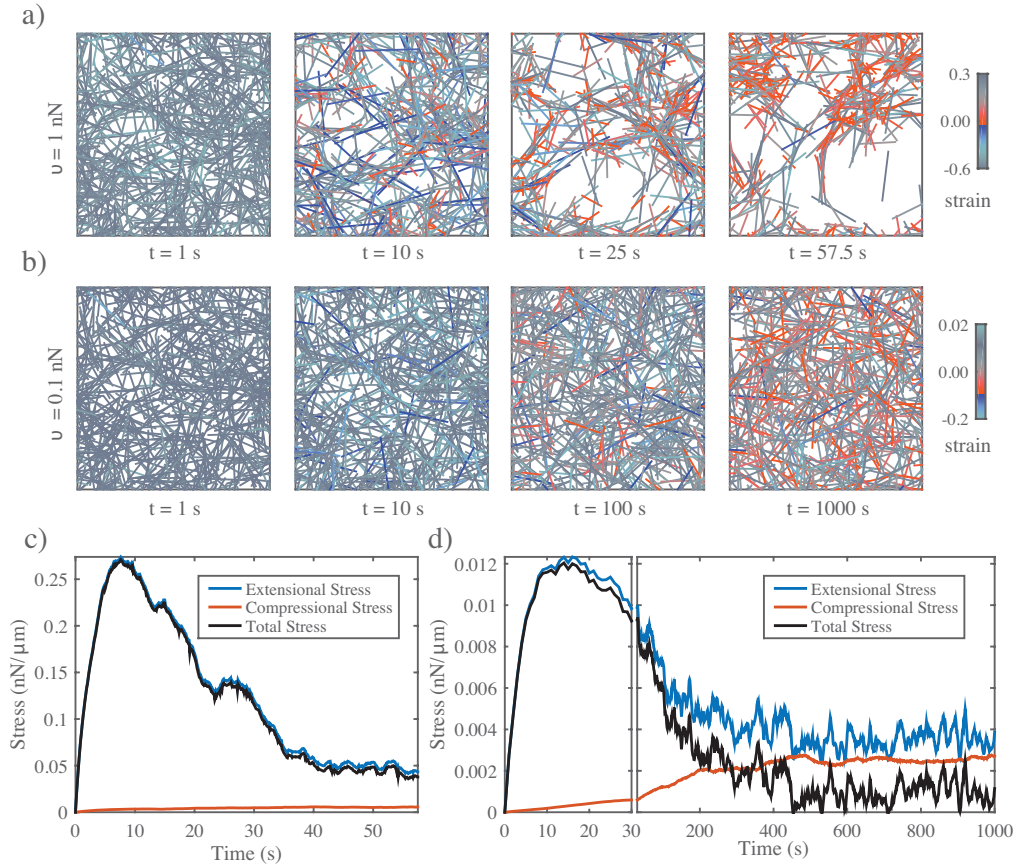 a)
υ = 1 nN
t = 1 s
t = 10 s
t = 25 s
t = 57.5 s
0.3
0.00
-0.6
strain
b)
υ = 0.1 nN
t = 1 s
t = 10 s
t = 100 s
t = 1000 s
0.02
0.00
-0.2
strain
c)
Stress (nN/μm)
0.25
0.2
0.15
0.1
0.05
0
0
10
20
30
40
50
Time (s)
Extensional Stress
Compressional Stress
Total Stress
d)
Stress (nN/μm)
0.012
0.01
0.008
0.006
0.004
0.002
0
0
10
20
30
200
400
600
800
1000
Time (s)
Extensional Stress
Compressional Stress
Total Stress